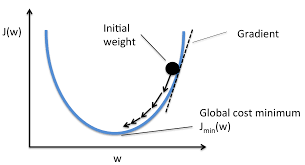 J(w)
Initial
weight
Gradient
Global cost minimum
Jmin(w)
w